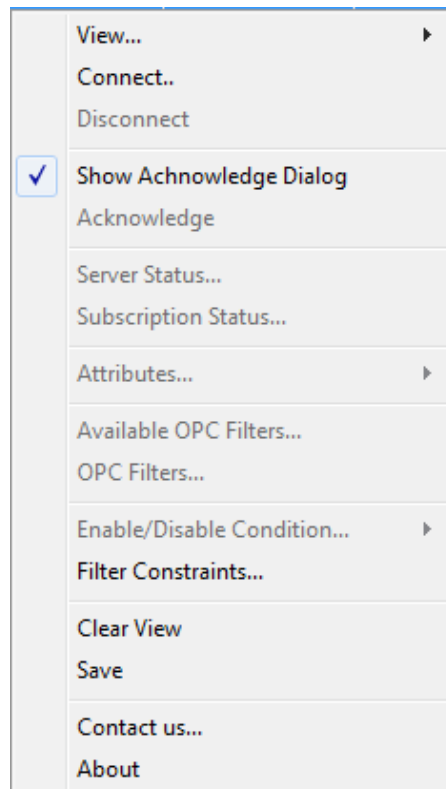 View...
Connect..
Disconnect
Show Achnowledge Dialog
Acknowledge
Server Status...
Subscription Status...
Attributes...
Available OPC Filters...
OPC Filters...
Enable/Disable Condition...
Filter Constraints...
Clear View
Save
Contact us...
About